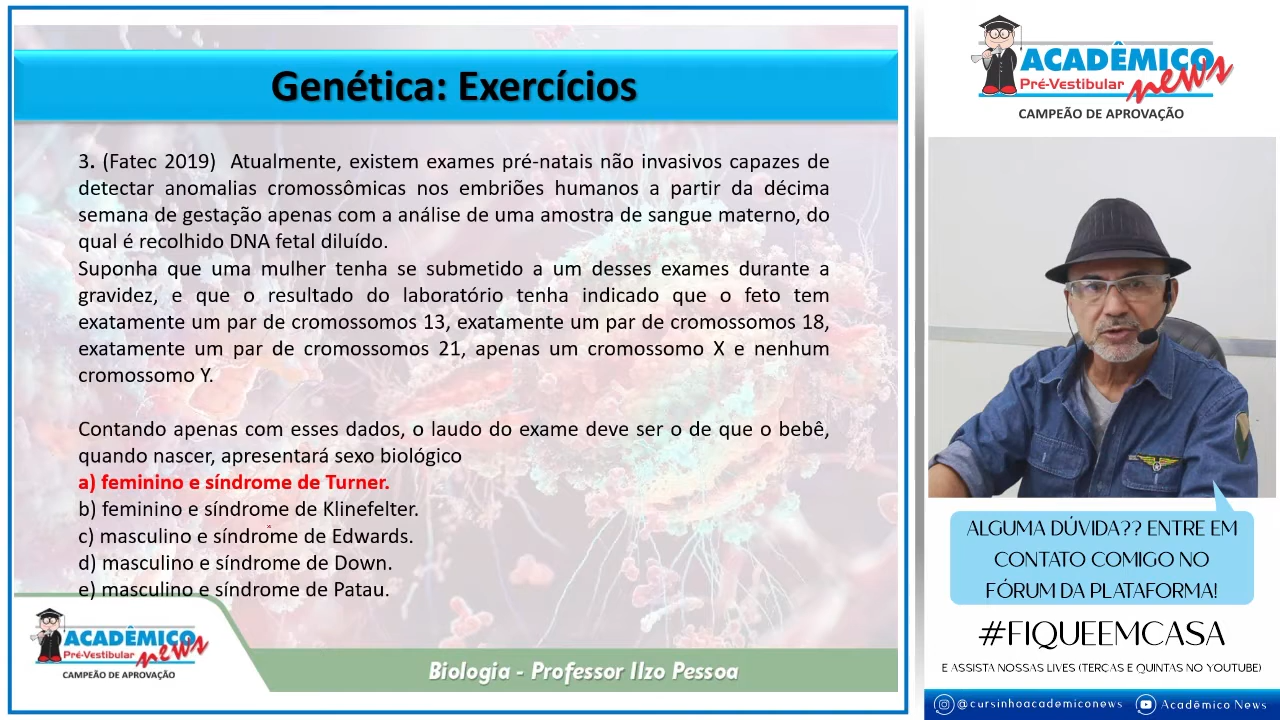 Genética: Exercícios
3. (Fatec 2019) Atualmente, existem exames pré-natais não invasivos capazes de
detectar anomalias cromossômicas nos embriões humanos a partir da décima
semana de gestação apenas com a análise de uma amostra de sangue materno, do
qual é recolhido DNA fetal diluído.
Suponha que uma mulher tenha se submetido a um desses exames durante a
gravidez, e que o resultado do laboratório tenha indicado que o feto tem
exatamente um par de cromossomos 13, exatamente um par de cromossomos 18,
exatamente um par de cromossomos 21, apenas um cromossomo X e nenhum
cromossomo Y.
Contando apenas com esses dados, o laudo do exame deve ser o de que o bebê,
quando nascer, apresentará sexo biológico
a) feminino e síndrome de Turner.
b) feminino e síndrome de Klinefelter.
c) masculino e síndrome de Edwards.
d) masculino e síndrome de Down.
e) masculino e síndrome de Patau.
ACADÊMICO
Pré-Vestibular news
CAMPEÃO DE APROVAÇÃO
Biologia - Professor Ilzo Pessoa
ACADÊMICO
Pré-Vestibular news
CAMPEÃO DE APROVAÇÃO
ALGUMA DÚVIDA?? ENTRE EM
CONTATO COMIGO NO
FÓRUM DA PLATAFORMA!
#FIQUEEMCASA
E ASSISTA NOSSAS LIVES (TERÇAS E QUINTAS NO YOUTUBE)
@cursinhoacademiconews Acadêmico News